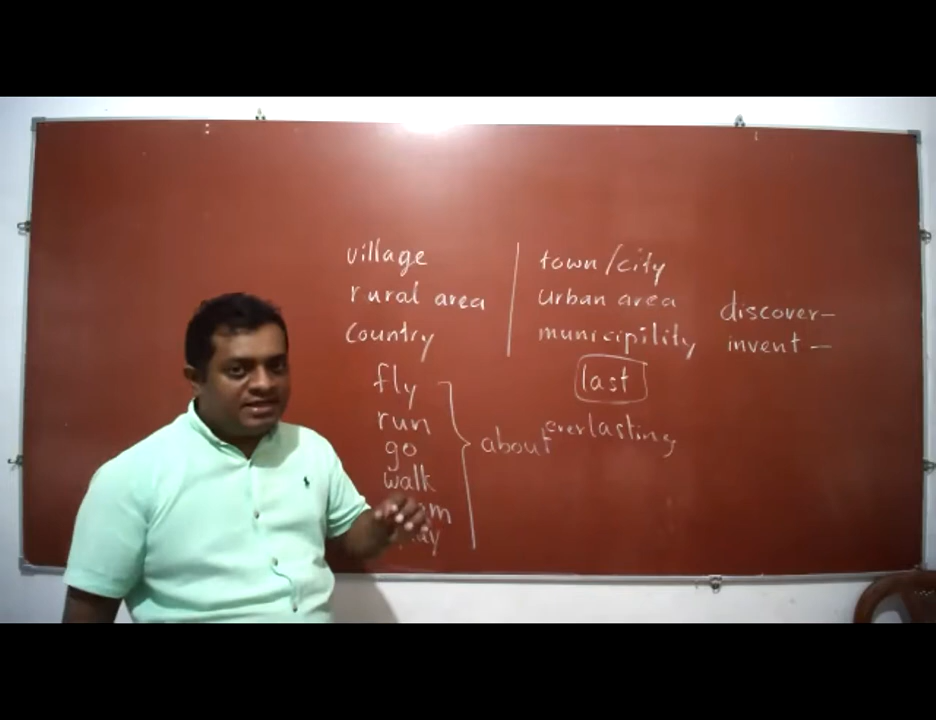 village
rural area
country
town/city
urban area
municipility
discover-
invent -
fly
run
go
walk
about
last
everlasting